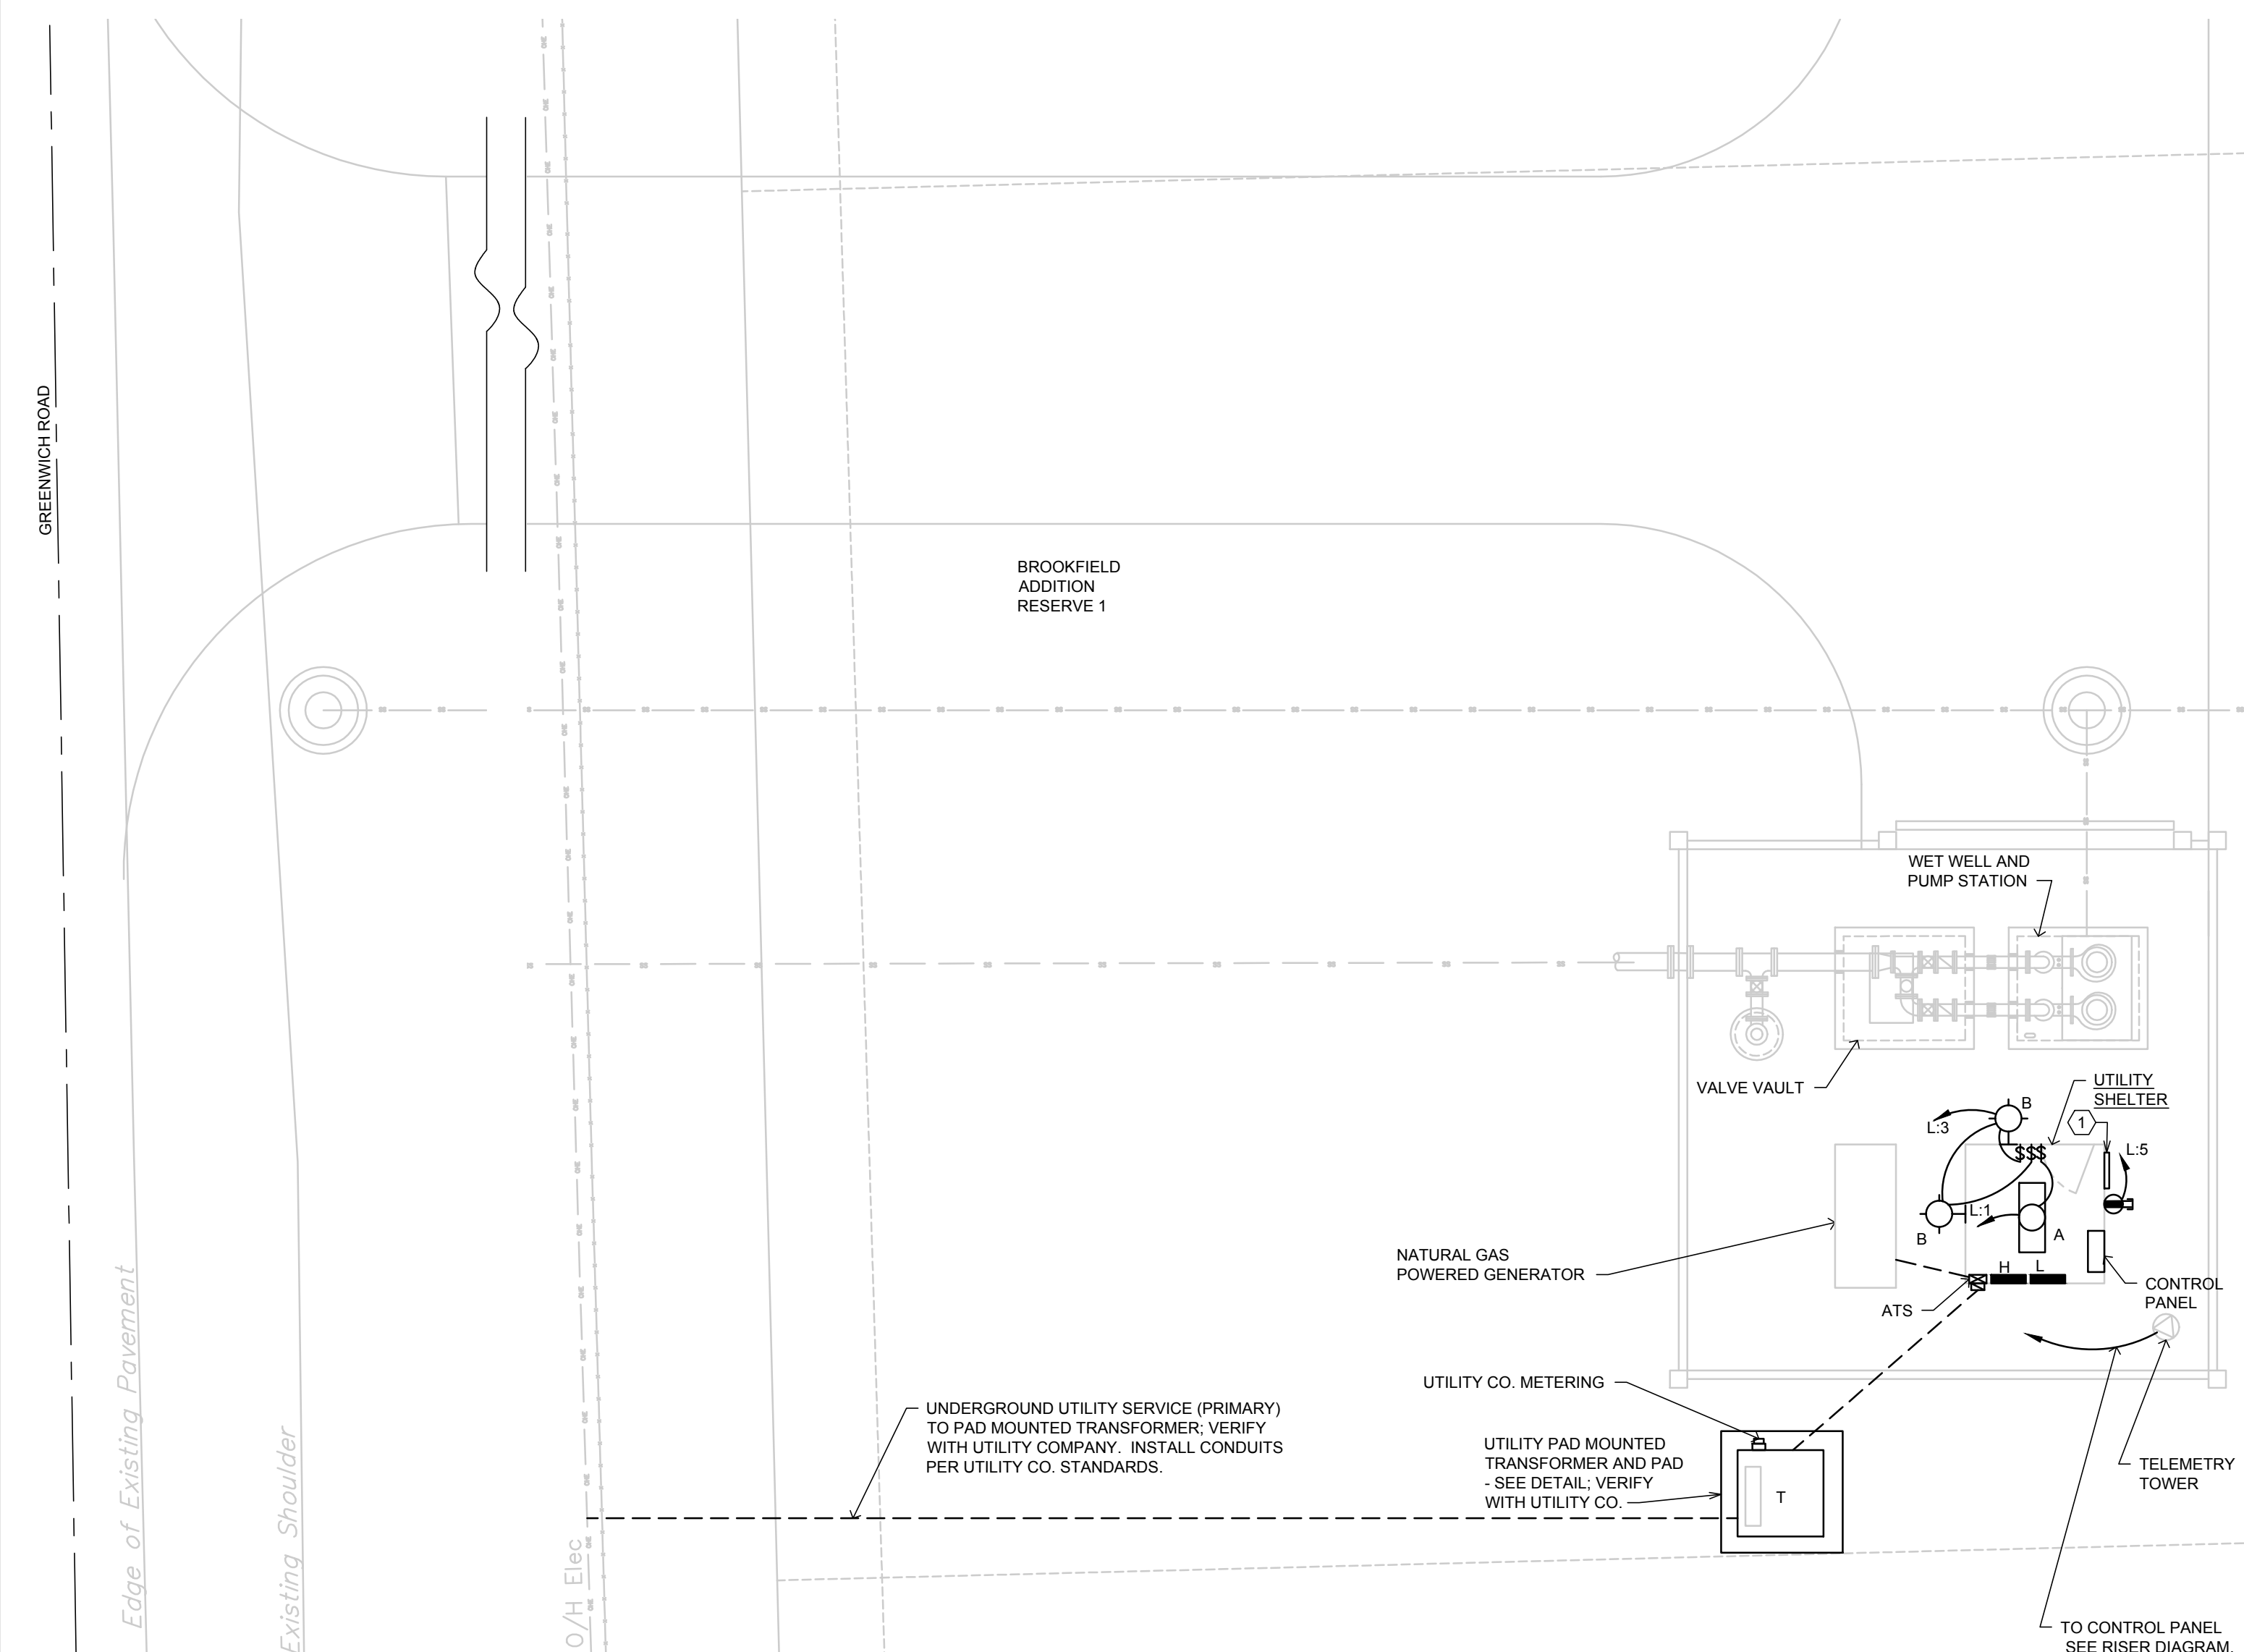 GREENWICH ROAD
Edge of Existing Pavement
Existing Shoulder
O/H Elec
BROOKFIELD
ADDITION
RESERVE 1
WET WELL AND
PUMP STATION
VALVE VAULT
UTILITY
SHELTER
1
B
L:3
$$$
L:5
L:1
B
A
H
L
NATURAL GAS
POWERED GENERATOR
ATS
CONTROL
PANEL
UTILITY CO. METERING
UNDERGROUND UTILITY SERVICE (PRIMARY)
TO PAD MOUNTED TRANSFORMER; VERIFY
WITH UTILITY COMPANY. INSTALL CONDUITS
PER UTILITY CO. STANDARDS.
UTILITY PAD MOUNTED
TRANSFORMER AND PAD
- SEE DETAIL; VERIFY
WITH UTILITY CO.
T
TELEMETRY
TOWER
TO CONTROL PANEL
SEE RISER DIAGRAM.